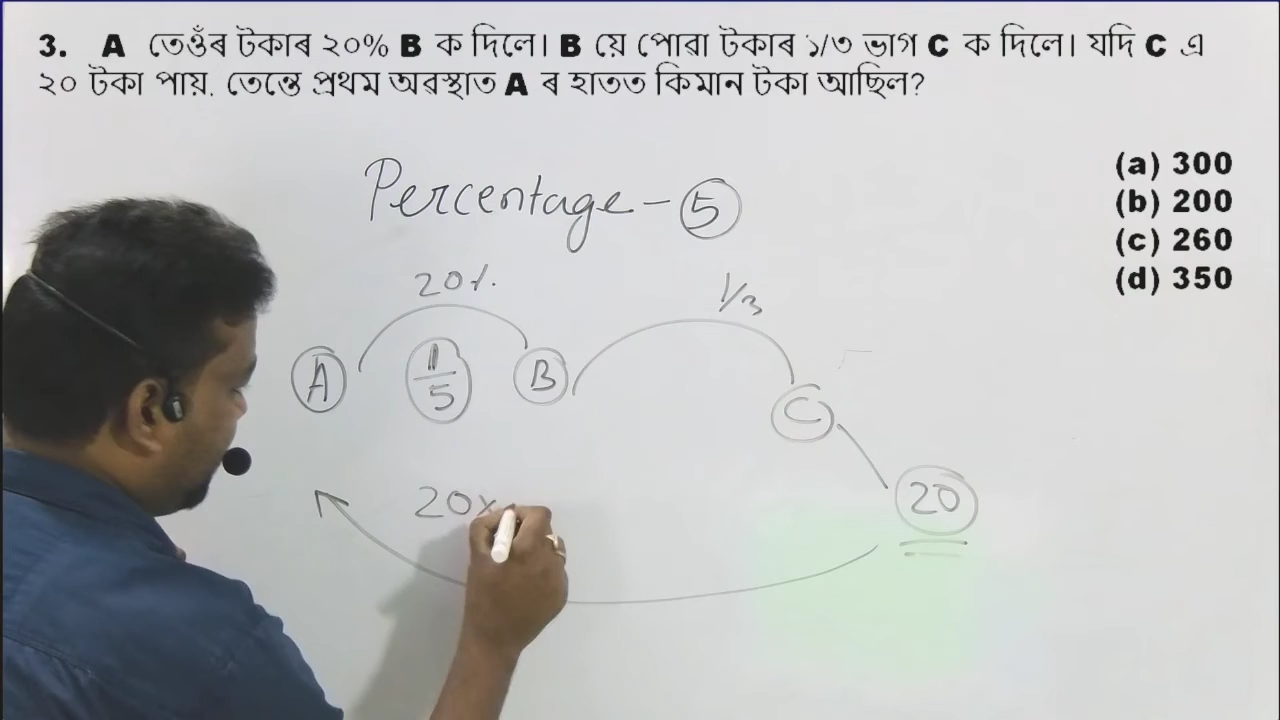 3. A তেওঁৰ টকাৰ ২০% B ক দিলে। B য়ে পোৱা টকাৰ ১/৩ ভাগ C ক দিলে। যদি C এ
২০ টকা পায়. তেন্তে প্ৰথম অৱস্থাত A ৰ হাতত কিমান টকা আছিল?
(a) 300
(b) 200
(c) 260
(d) 350
Percentage - 5
20%. 1/3
A 1/5 B C
20x 20